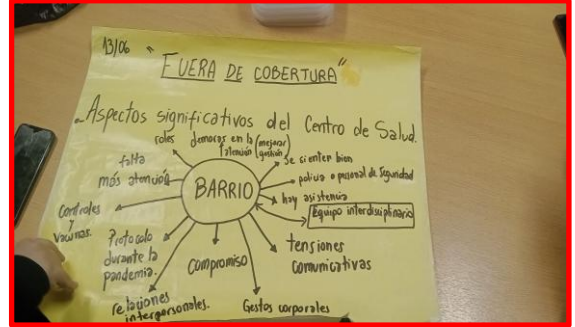 13/06 "FUERA DE COBERTURA"
Aspectos significativos del Centro de Salud.
roles
demoras en la atención (mejorar gestión)
se sienten bien
falta más atención
policia o personal de Seguridad
BARRIO
hay asistencia
Controles y vacunas.
Equipo interdisciplinario
Protocolo durante la pandemia.
Compromiso
tensiones comunicativas
relaciones interpersonales.
Gestos corporales